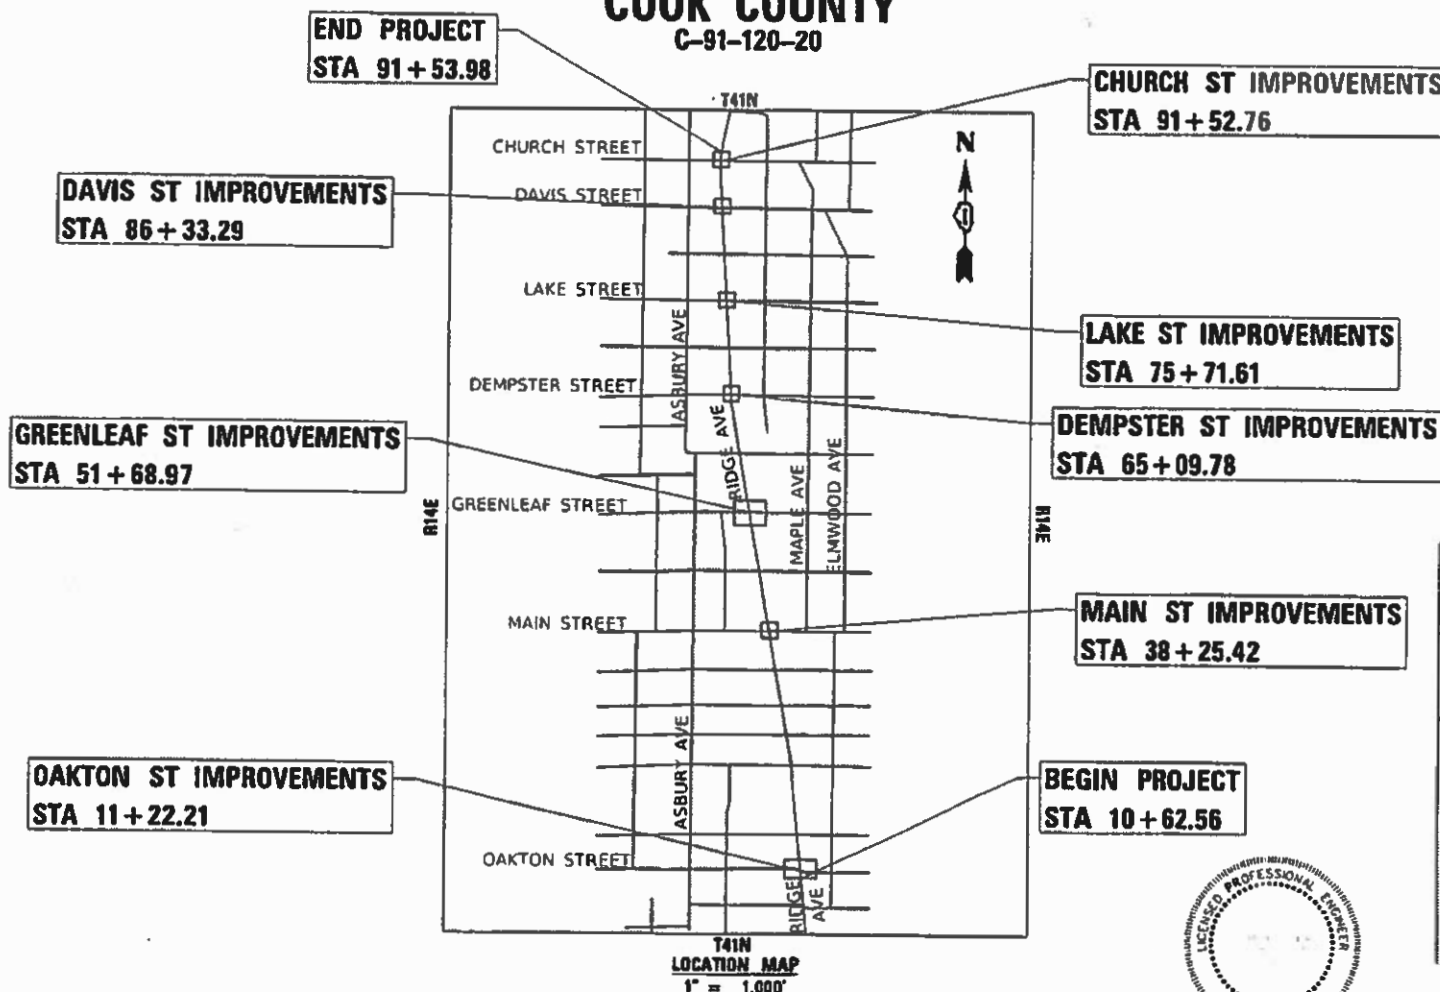 COOK COUNTY
C-91-120-20
END PROJECT
STA 91+53.98
CHURCH ST IMPROVEMENTS
STA 91+52.76
T41N
N
CHURCH STREET
DAVIS STREET
DAVIS ST IMPROVEMENTS
STA 86+33.29
LAKE STREET
LAKE ST IMPROVEMENTS
STA 75+71.61
ASBURY AVE
DEMPSTER STREET
DEMPSTER ST IMPROVEMENTS
STA 65+09.78
RIDGE AVE
GREENLEAF ST IMPROVEMENTS
STA 51+68.97
MAPLE AVE
ELMWOOD AVE
R14E
GREENLEAF STREET
R14E
MAIN STREET
MAIN ST IMPROVEMENTS
STA 38+25.42
ASBURY AVE
OAKTON ST IMPROVEMENTS
STA 11+22.21
BEGIN PROJECT
STA 10+62.56
OAKTON STREET
RIDGE
AVE
T41N
LOCATION MAP
1" = 1,000'
LICENSED PROFESSIONAL ENGINEER